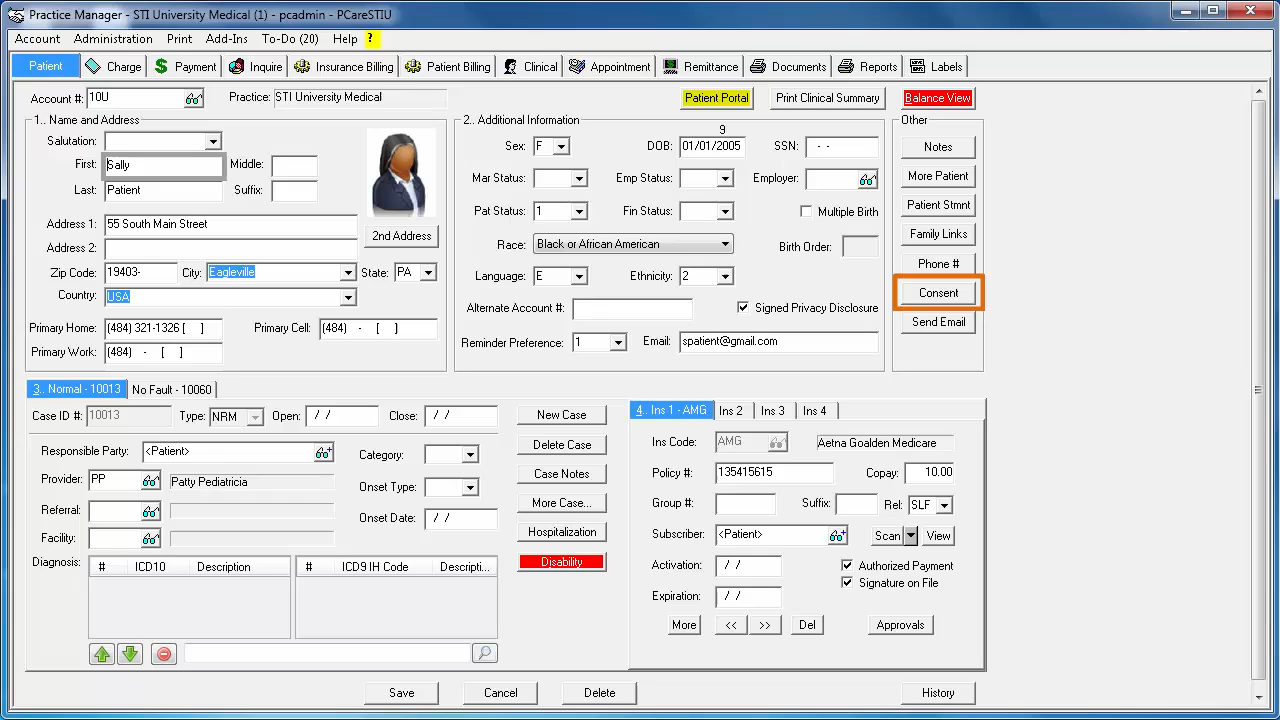 Practice Manager - STI University Medical (1) - pcadmin - PCareSTIU
Account Administration Print Add-Ins To-Do (20) Help ?
Patient Charge Payment Inquire Insurance Billing Patient Billing Clinical Appointment Remittance Documents Reports Labels
Account #: 10U Practice: STI University Medical Patient Portal Print Clinical Summary Balance View
1.. Name and Address
Salutation:
First: Sally Middle:
Last: Patient Suffix:
Address 1: 55 South Main Street
2nd Address
Address 2:
Zip Code: 19403- City: Eagleville State: PA
Country: USA
Primary Home: (484) 321-1326 [ ] Primary Cell: (484) - [ ]
Primary Work: (484) - [ ]
2.. Additional Information
9
Sex: F DOB: 01/01/2005 SSN: - -
Mar Status: Emp Status: Employer:
Pat Status: 1 Fin Status: Multiple Birth
Race: Black or African American Birth Order:
Language: E Ethnicity: 2
Alternate Account #: Signed Privacy Disclosure
Reminder Preference: 1 Email: spatient@gmail.com
Other
Notes
More Patient
Patient Stmnt
Family Links
Phone #
Consent
Send Email
3.. Normal - 10013 No Fault - 10060
Case ID #: 10013 Type: NRM Open: / / Close: / /
Responsible Party: <Patient> Category:
Provider: PP Patty Pediatricia Onset Type:
Referral: Onset Date: / /
Facility:
Diagnosis: # ICD10 Description # ICD9 IH Code Descripti...
New Case
Delete Case
Case Notes
More Case...
Hospitalization
Disability
4.. Ins 1 - AMG Ins 2 Ins 3 Ins 4
Ins Code: AMG Aetna Goalden Medicare
Policy #: 135415615 Copay: 10.00
Group #: Suffix: Rel: SLF
Subscriber: <Patient> Scan View
Activation: / / Authorized Payment
Signature on File
Expiration: / /
More << >> Del Approvals
Save Cancel Delete History